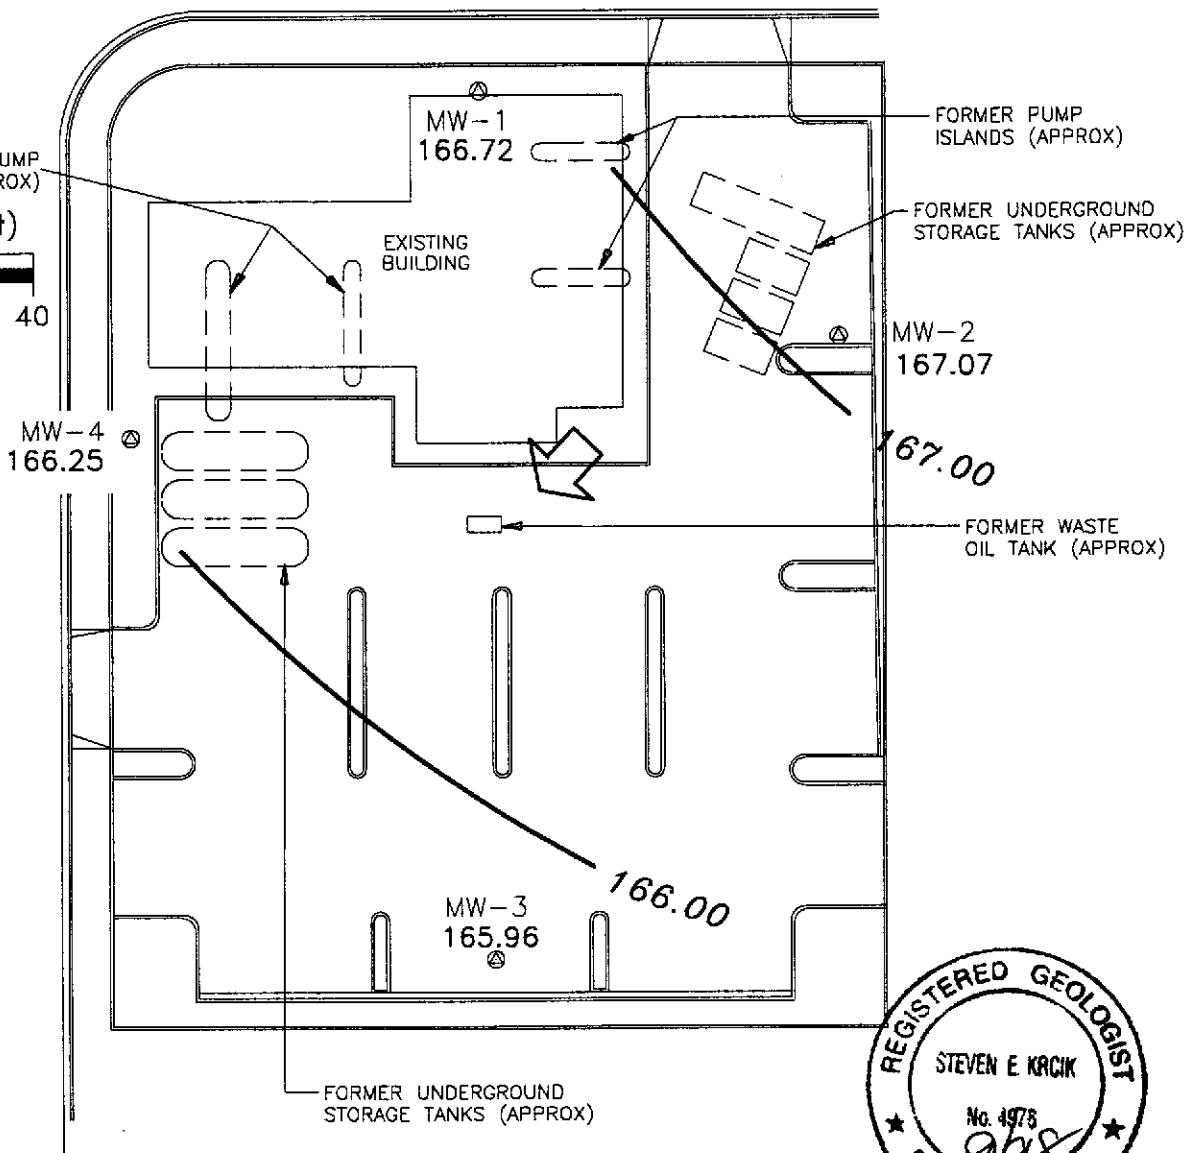 MW-1
166.72
FORMER PUMP
ISLANDS (APPROX)
FORMER UNDERGROUND
STORAGE TANKS (APPROX)
EXISTING
BUILDING
40
MW-2
167.07
MW-4
166.25
167.00
FORMER WASTE
OIL TANK (APPROX)
166.00
MW-3
165.96
FORMER UNDERGROUND
STORAGE TANKS (APPROX)
REGISTERED GEOLOGIST
STEVEN E. KRCIK
No. 4976